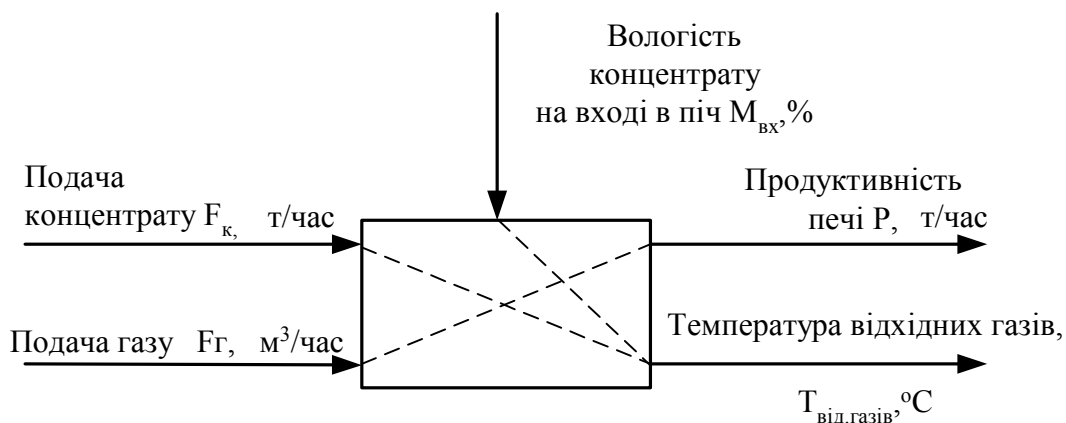 Вологість
концентрату
на вході в піч Mвх,%
Подача
концентрату Fк, т/час
Продуктивність
печі P, т/час
Подача газу Fг, м³/час
Температура відхідних газів,
Tвід.газів,°C